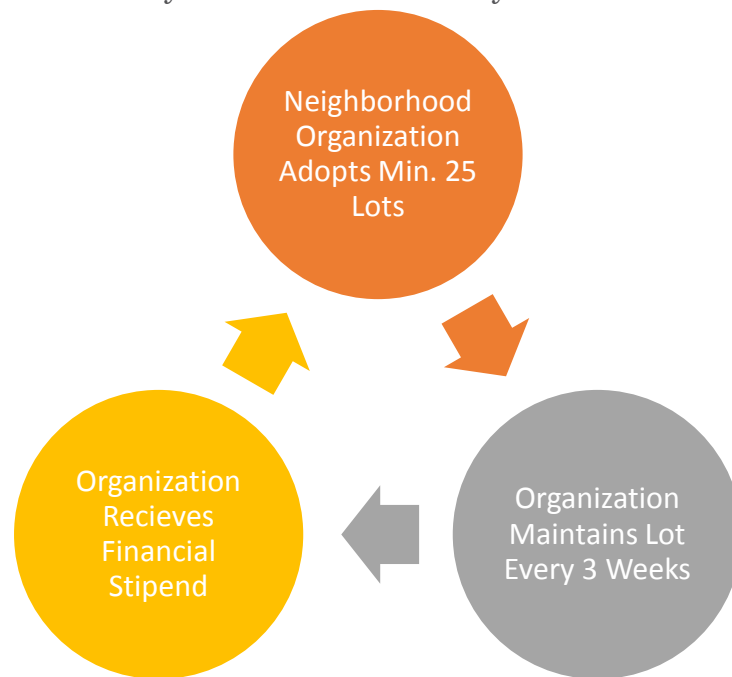 Neighborhood
Organization
Adopts Min. 25
Lots
Organization
Maintains Lot
Every 3 Weeks
Organization
Recieves
Financial
Stipend